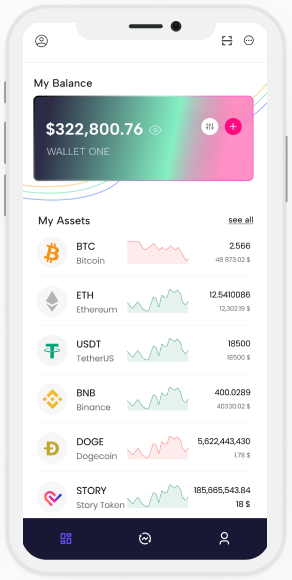 My Balance
$322,800.76
WALLET ONE
My Assets see all
BTC 2.566
Bitcoin 48 873.02 $
ETH 12.5410086
Ethereum 12,302.19 $
USDT 18500
TetherUS 18500 $
BNB 400.0289
Binance 40330.02 $
DOGE 5,622,443,430
Dogecoin 1.78 $
STORY 185,665,543.84
Story Token 18 $